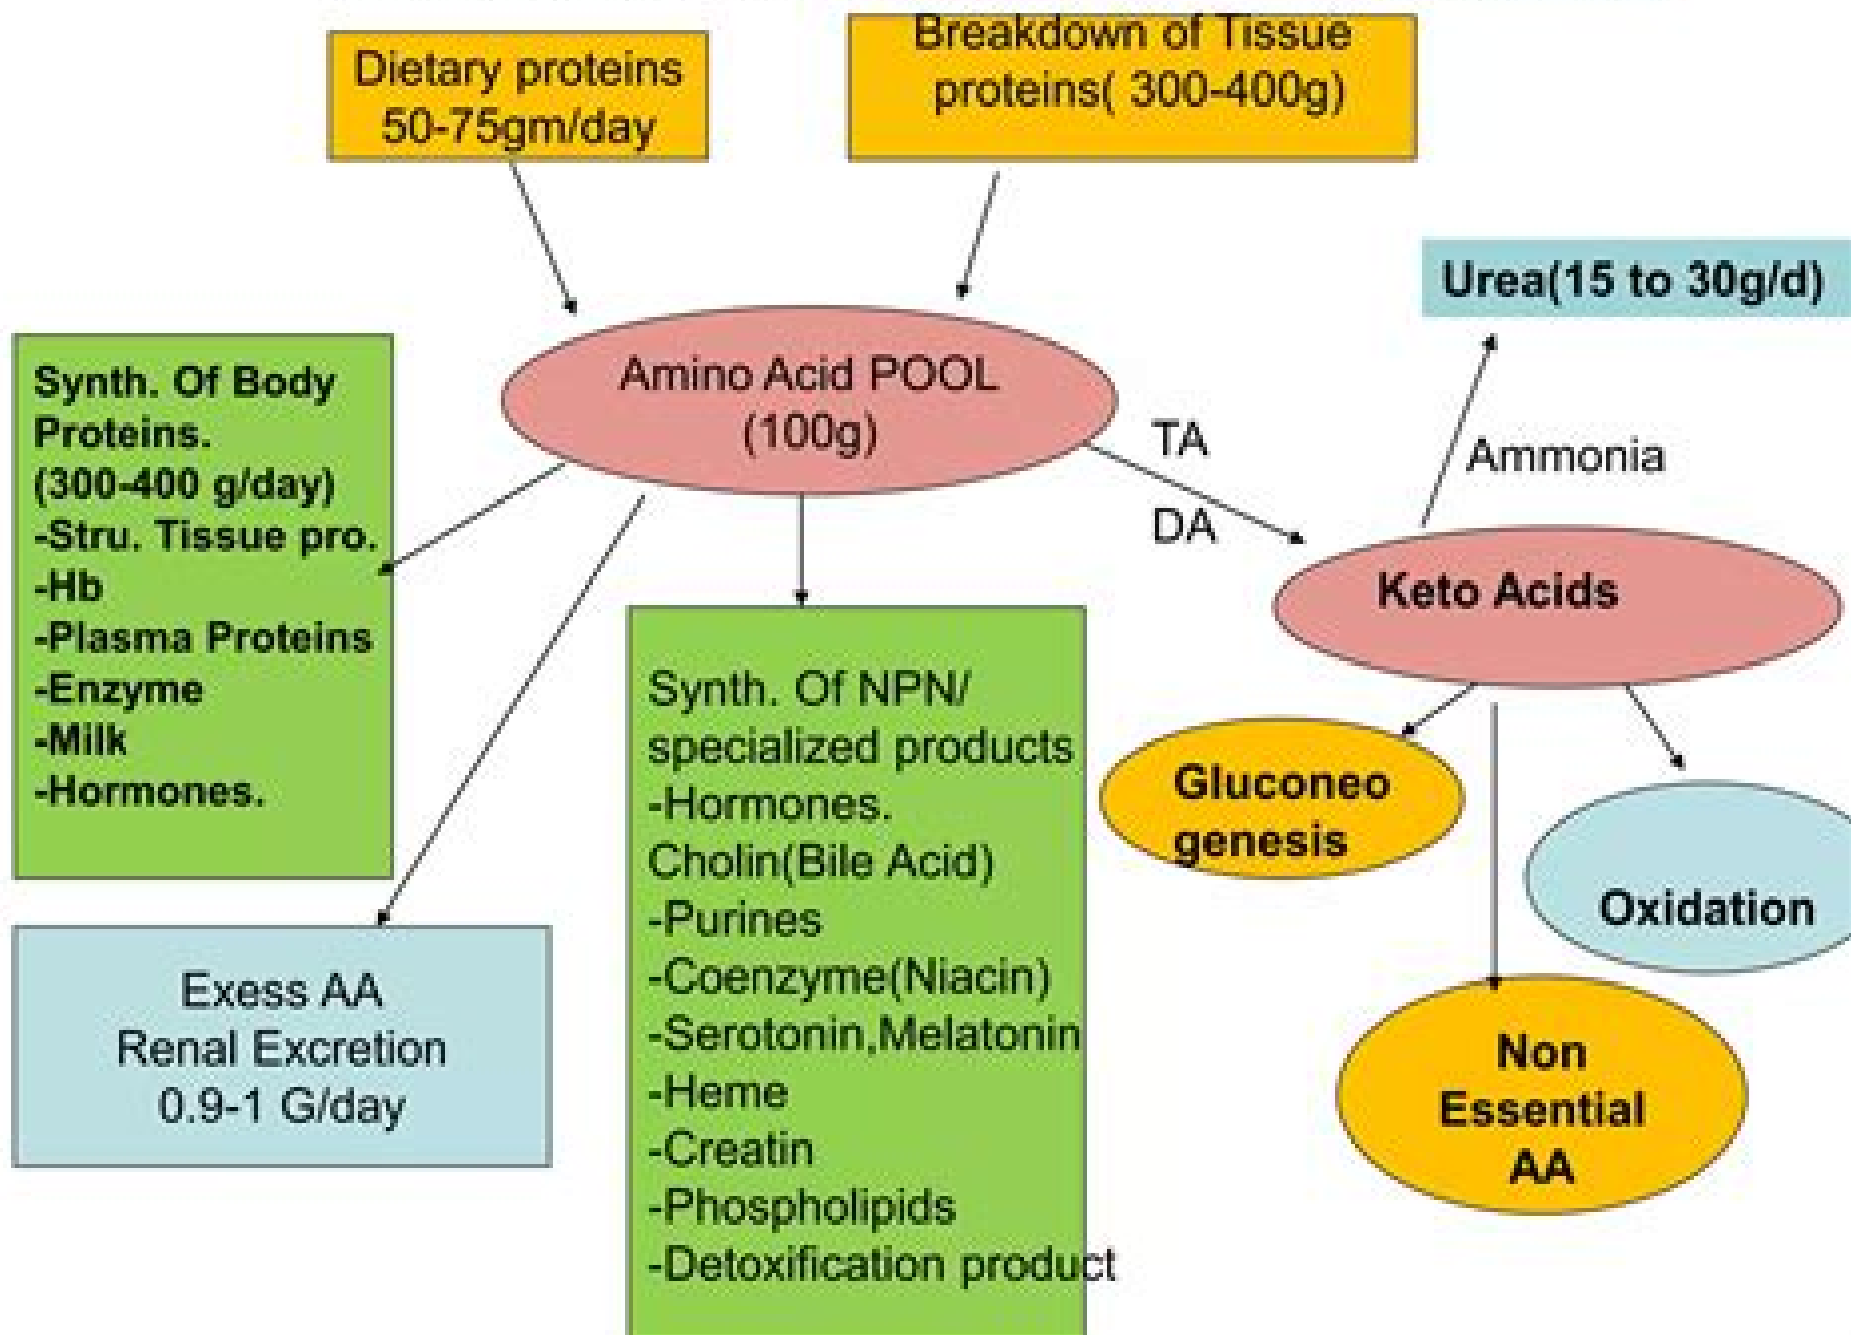 Dietary proteins
50-75gm/day
Breakdown of Tissue
proteins( 300-400g)
Urea(15 to 30g/d)
Amino Acid POOL
(100g)
TA
DA
Ammonia
Keto Acids
Synth. Of Body
Proteins.
(300-400 g/day)
-Stru. Tissue pro.
-Hb
-Plasma Proteins
-Enzyme
-Milk
-Hormones.
Exess AA
Renal Excretion
0.9-1 G/day
Synth. Of NPN/
specialized products
-Hormones.
Cholin(Bile Acid)
-Purines
-Coenzyme(Niacin)
-Serotonin,Melatonin
-Heme
-Creatin
-Phospholipids
-Detoxification product
Gluconeo
genesis
Oxidation
Non
Essential
AA